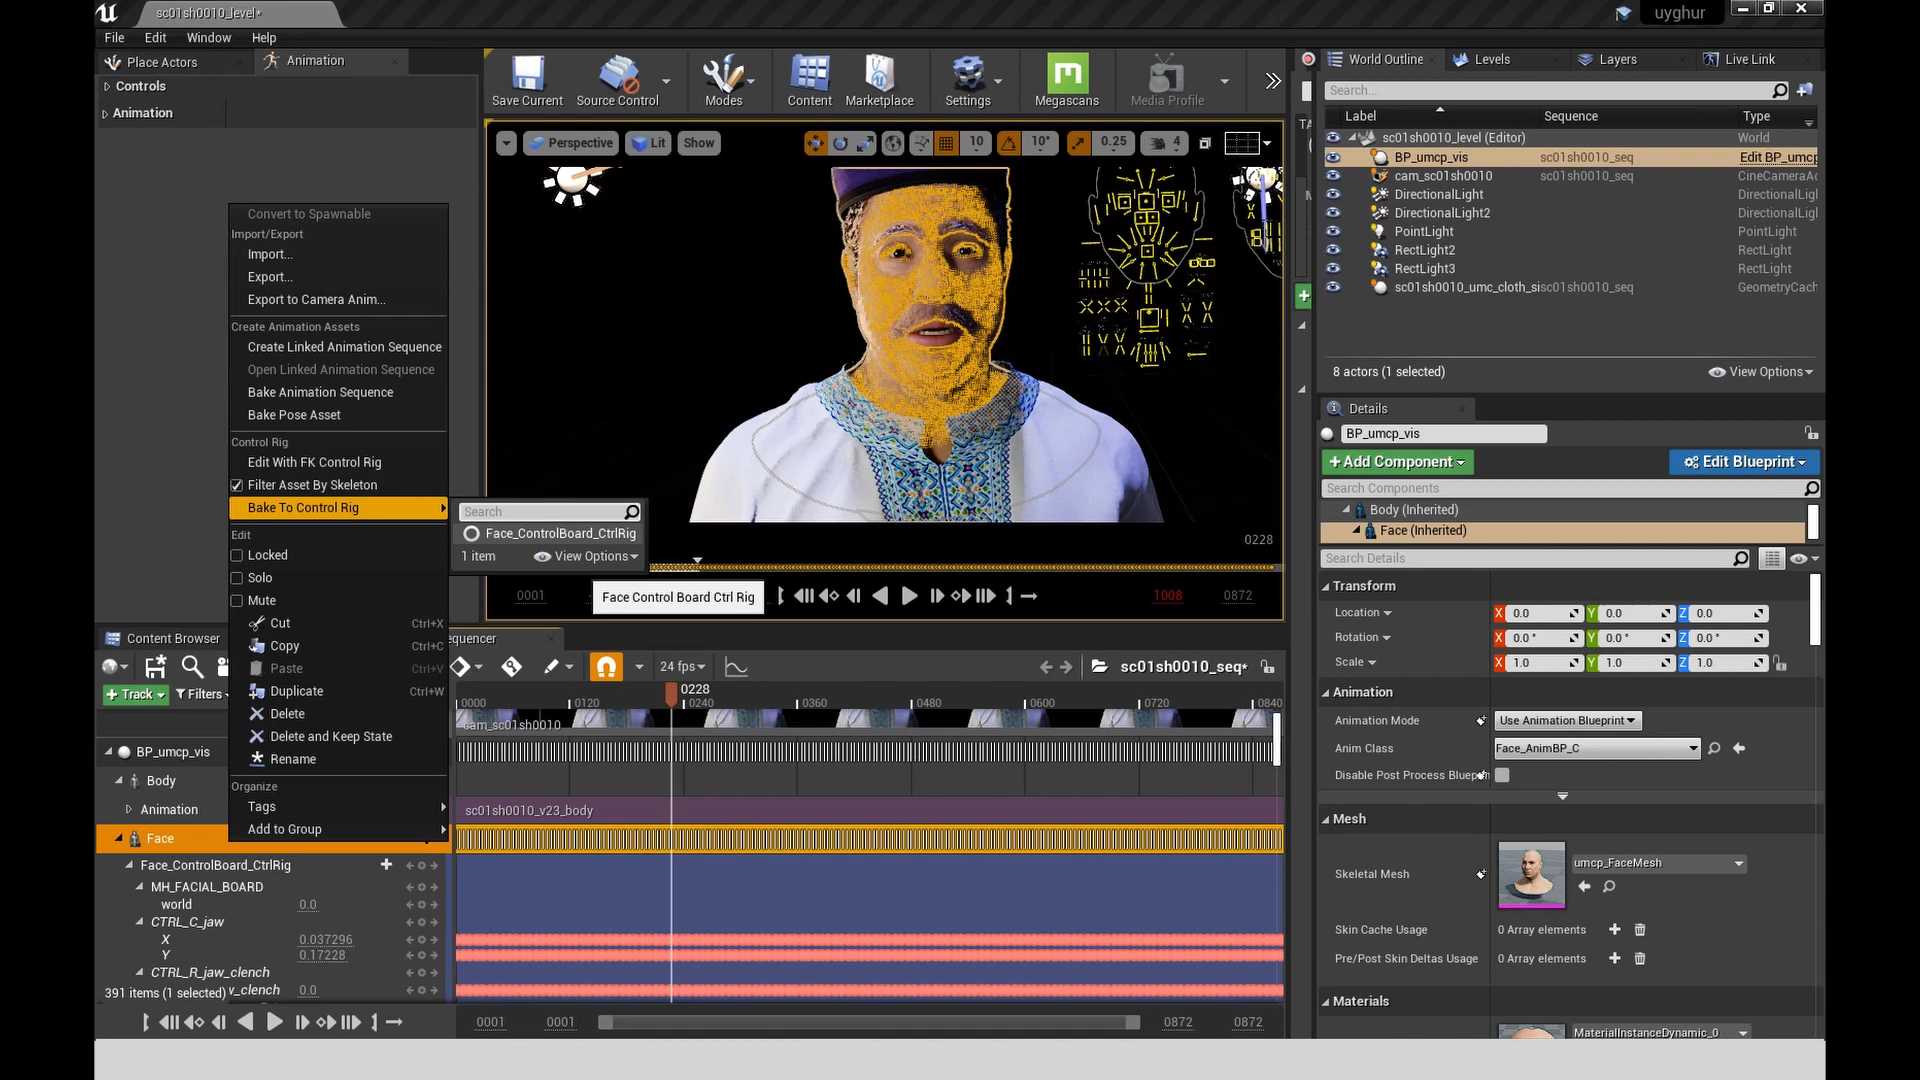 sc01sh0010_level*
uyghur
File Edit Window Help
Place Actors
Animation
Controls
Animation
Save Current
Source Control
Modes
Content
Marketplace
Settings
Megascans
Media Profile
Perspective
Lit
Show
10
10°
0.25
4
0228
0001
1008
0872
Convert to Spawnable
Import/Export
Import...
Export...
Export to Camera Anim...
Create Animation Assets
Create Linked Animation Sequence
Open Linked Animation Sequence
Bake Animation Sequence
Bake Pose Asset
Control Rig
Edit With FK Control Rig
Filter Asset By Skeleton
Bake To Control Rig
Edit
Locked
Solo
Mute
Cut Ctrl+X
Copy Ctrl+C
Paste Ctrl+V
Duplicate Ctrl+W
Delete
Delete and Keep State
Rename
Organize
Tags
Add to Group
Search
Face_ControlBoard_CtrlRig
1 item
View Options
Face Control Board Ctrl Rig
Content Browser
equencer
Track
Filters
24 fps
sc01sh0010_seq*
0228
0000 0120 0240 0360 0480 0600 0720 0840
cam_sc01sh0010
BP_umcp_vis
Body
Animation
sc01sh0010_v23_body
Face
Face_ControlBoard_CtrlRig
MH_FACIAL_BOARD
world 0.0
CTRL_C_jaw
X 0.037296
Y 0.17228
CTRL_R_jaw_clench
w_clench 0.0
391 items (1 selected)
0001 0001 0872 0872
World Outline
Levels
Layers
Live Link
Search...
Label Sequence Type
sc01sh0010_level (Editor) World
BP_umcp_vis sc01sh0010_seq Edit BP_umcp
cam_sc01sh0010 sc01sh0010_seq CineCameraAc
DirectionalLight DirectionalLigl
DirectionalLight2 DirectionalLigl
PointLight PointLight
RectLight2 RectLight
RectLight3 RectLight
sc01sh0010_umc_cloth_si sc01sh0010_seq GeometryCach
8 actors (1 selected)
View Options
Details
BP_umcp_vis
Add Component
Edit Blueprint
Search Components
Body (Inherited)
Face (Inherited)
Search Details
Transform
Location X 0.0 Y 0.0 Z 0.0
Rotation X 0.0 ° Y 0.0 ° Z 0.0 °
Scale X 1.0 Y 1.0 Z 1.0
Animation
Animation Mode Use Animation Blueprint
Anim Class Face_AnimBP_C
Disable Post Process Bluepri
Mesh
Skeletal Mesh umcp_FaceMesh
Skin Cache Usage 0 Array elements
Pre/Post Skin Deltas Usage 0 Array elements
Materials
MaterialInstanceDynamic_0